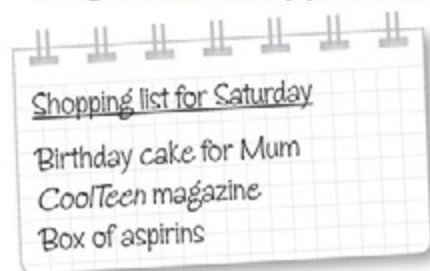 Shopping list for Saturday
Birthday cake for Mum
CoolTeen magazine
Box of aspirins